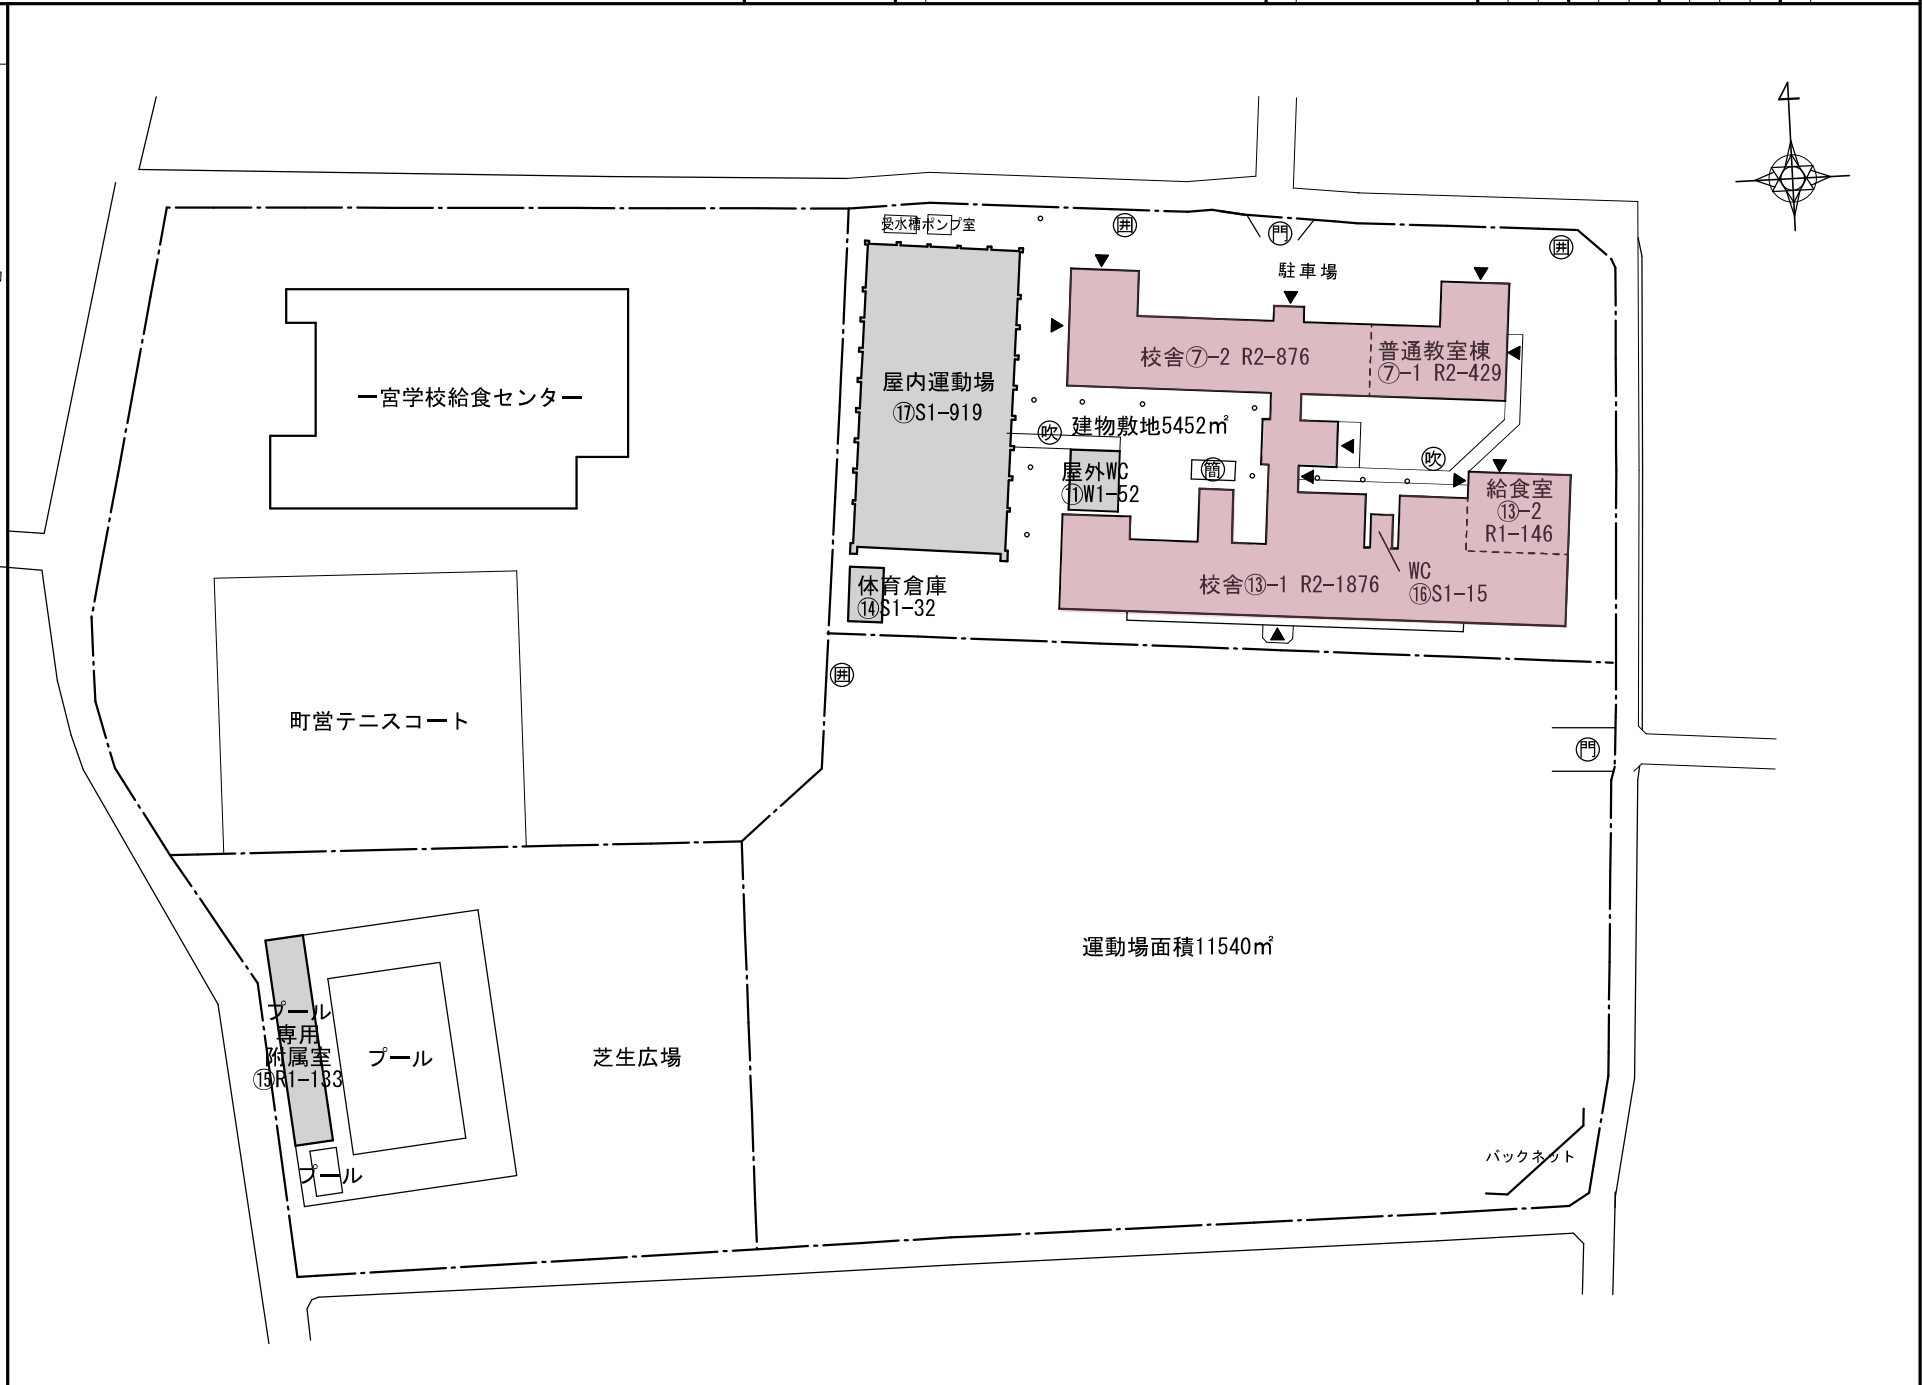 受水槽ポンプ室
囲
門
囲
駐車場
一宮学校給食センター
屋内運動場
⑰S1-919
校舎⑦-2 R2-876
普通教室棟
⑦-1 R2-429
吹
建物敷地5452㎡
屋外WC
⑪W1-52
簡
吹
給食室
⑬-2
R1-146
体育倉庫
⑭S1-32
校舎⑬-1 R2-1876
WC
⑯S1-15
囲
町営テニスコート
門
運動場面積11540㎡
プール
専用
附属室
⑮R1-133
プール
芝生広場
プール
バックネット